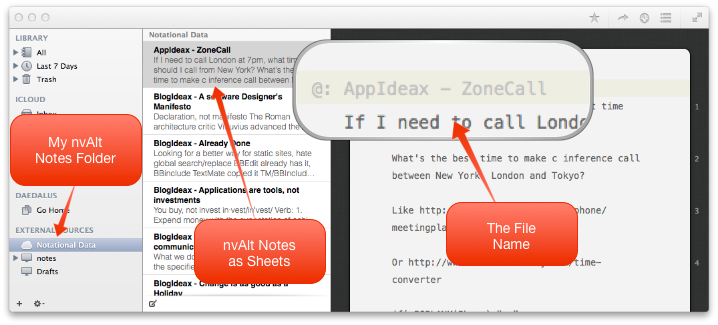 LIBRARY
All
Last 7 Days
Trash
ICLOUD
Inbox
My nvAlt
Notes Folder
DAEDALUS
Go Home
EXTERNAL SOURCES
Notational Data
notes
Drafts
Notational Data
AppIdeax - ZoneCall
If I need to call London at 7pm, what time
should I call from New York? What's the
time to make c inference call between
BlogIdeax - A software Designer's
Manifesto
Declaration, not manifesto The Roman
architecture critic Vitruvius advanced the
BlogIdeax - Already Done
Looking for a better way for static sites, hate
global search/replace BBEdit already has it,
BBInclude TextMate copied it TM/BBInclud...
BlogIdeax - Applications are tools, not
investments
You buy, not invest in·vest/inˈvest/ Verb: 1.
Expend money with the
BlogIdeax
communic
What we do
the specifie
BlogIdeax - Change is as good as a
Holiday
nvAlt Notes
as Sheets
@: AppIdeax – ZoneCall
If I need to call Londo
t time
1
What's the best time to make c inference call
2
between New York, London and Tokyo?
Like http:
phone/
3
meetingpla
The File
Name
Or http://w
time-
4
converter